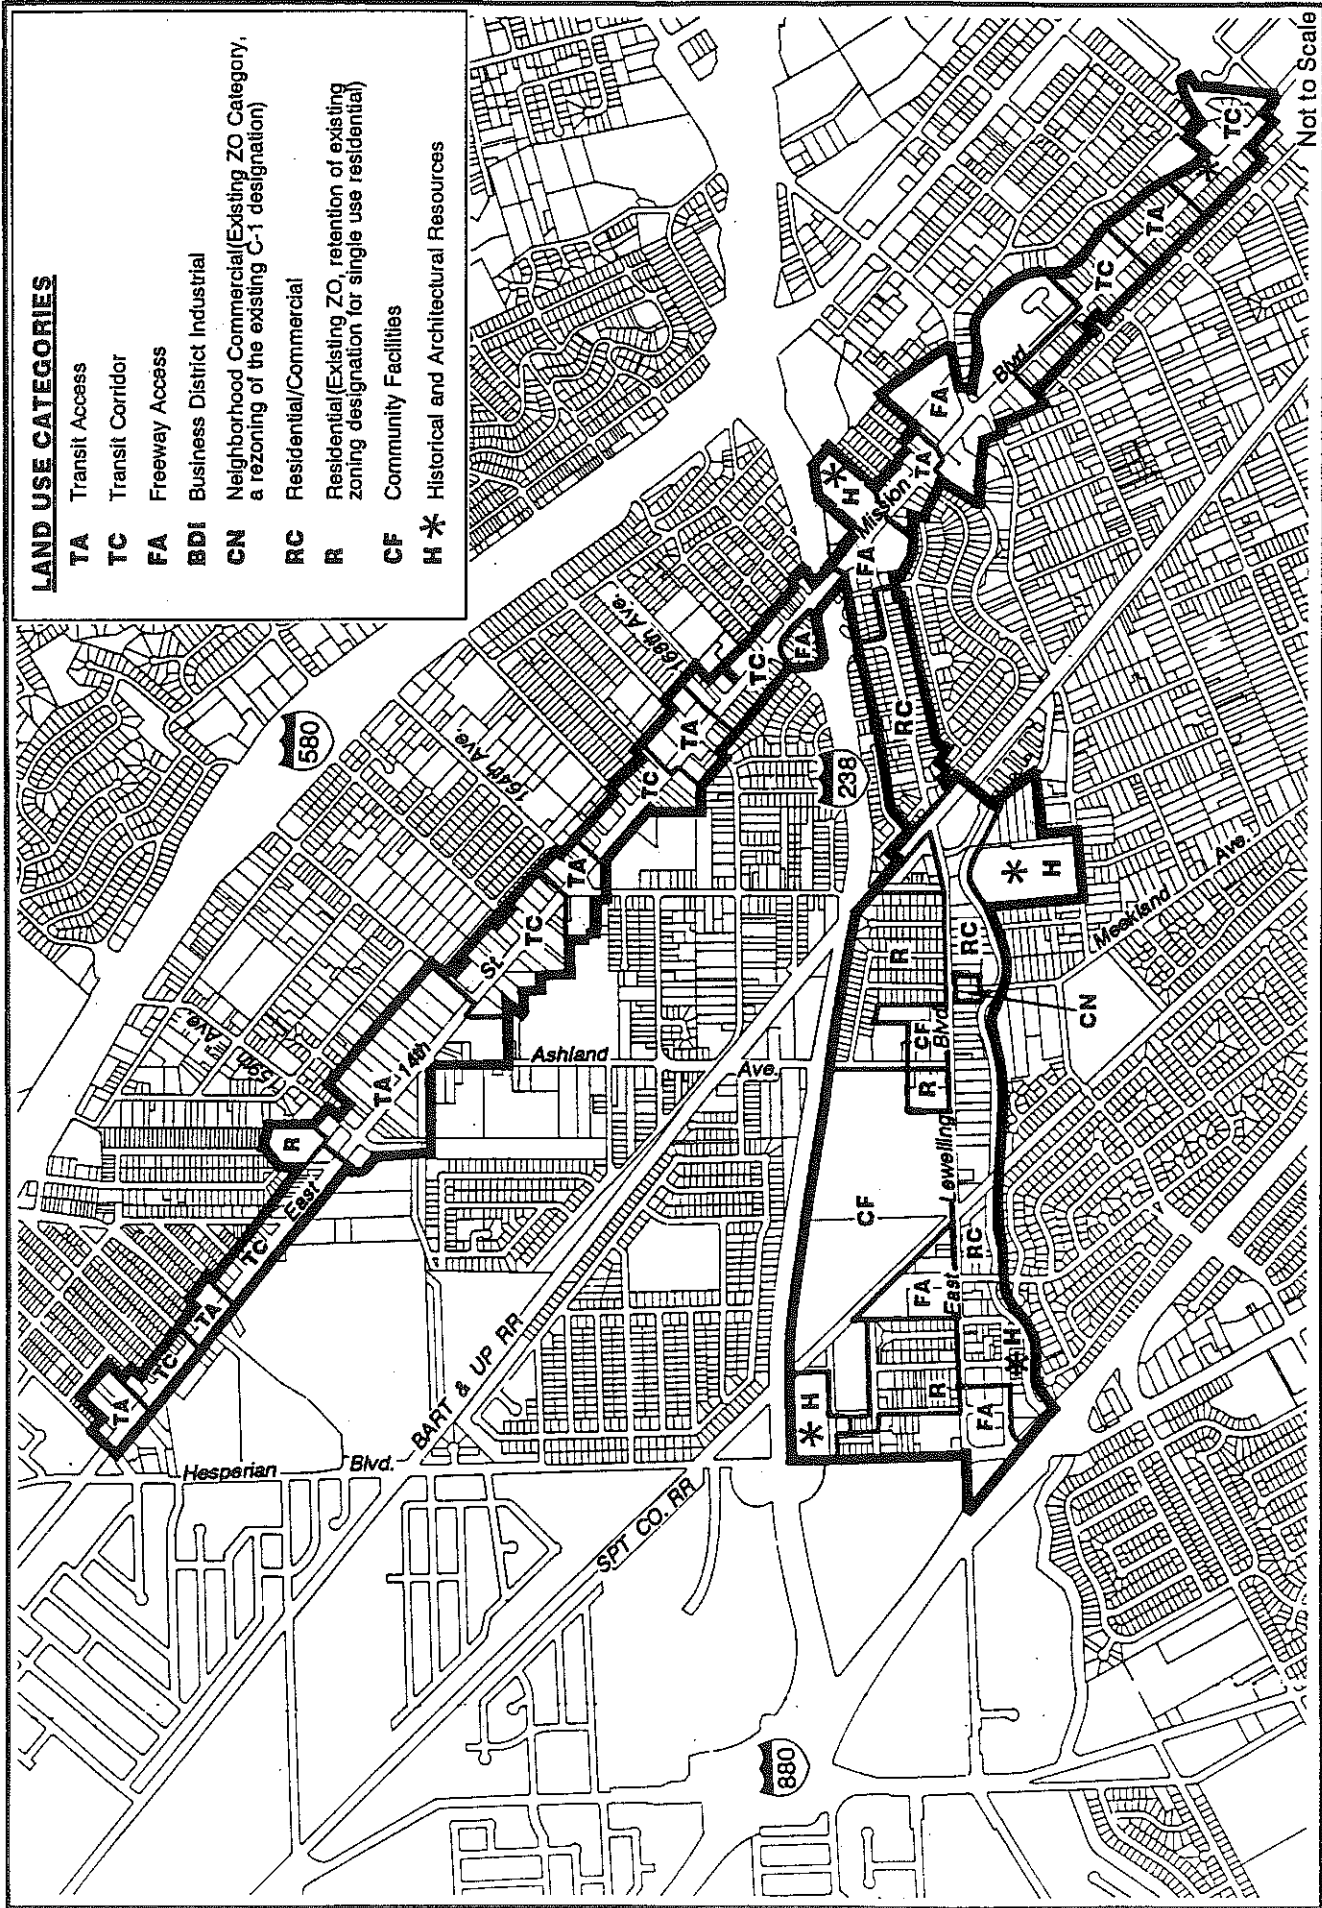 LAND USE CATEGORIES
TA Transit Access
TC Transit Corridor
FA Freeway Access
BDI Business District Industrial
CN Neighborhood Commercial(Existing ZO Category,
a rezoning of the existing C-1 designation)
RC Residential/Commercial
R Residential(Existing ZO, retention of existing
zoning designation for single use residential)
CF Community Facilities
H * Historical and Architectural Resources
580
159th Ave.
164th Ave.
168th Ave.
TA
TC
TA
TC
East
R
TA
14th
St.
TC
TA
TC
TA
TC
FA
FA
H *
Mission
TA
FA
Blvd
TC
TC
TA
*
TC
238
RC
Hesperian
Blvd.
BART & UP RR
SPT CO. RR
Ashland
Ave.
* H
CF
R
CF
R
FA
R
FA
East
Lewelling
Blvd
RC
RC
CN
* H
* H
Meekland Ave.
880
Not to Scale